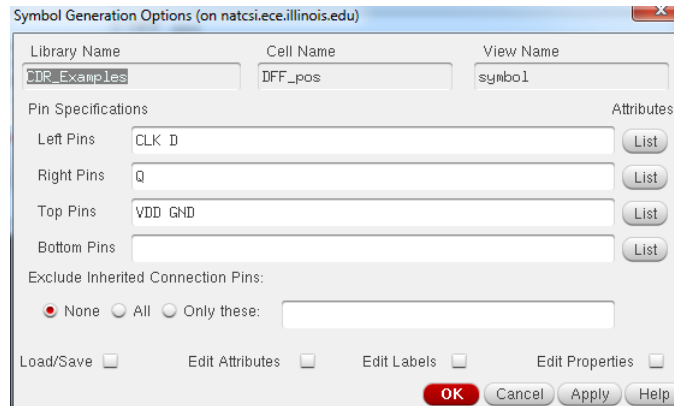 Symbol Generation Options (on natcsi.ece.illinois.edu)
Library Name Cell Name View Name
CDR_Examples DFF_pos symbol
Pin Specifications Attributes
Left Pins CLK D List
Right Pins Q List
Top Pins VDD GND List
Bottom Pins List
Exclude Inherited Connection Pins:
None All Only these:
Load/Save Edit Attributes Edit Labels Edit Properties
OK Cancel Apply Help